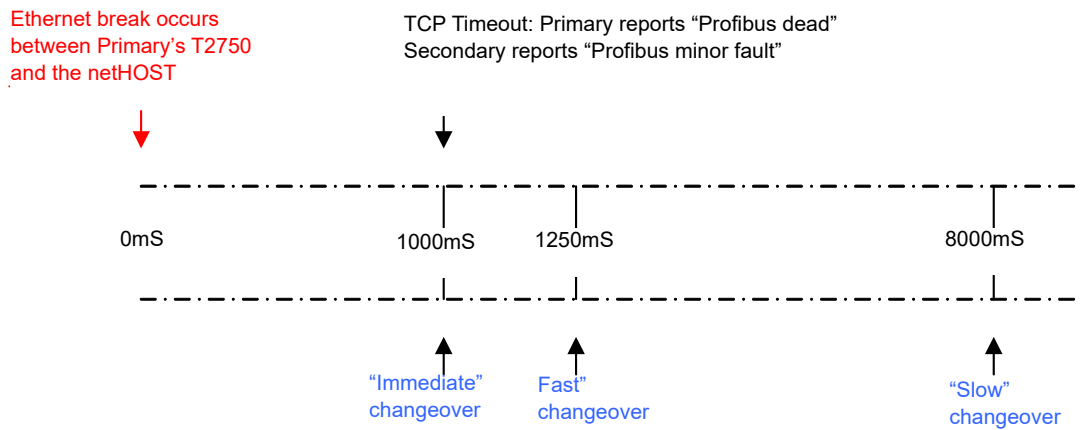 Ethernet break occurs
between Primary's T2750
and the netHOST
TCP Timeout: Primary reports “Profibus dead”
Secondary reports “Profibus minor fault”
0mS
1000mS
1250mS
8000mS
“Immediate”
changeover
Fast”
changeover
“Slow”
changeover